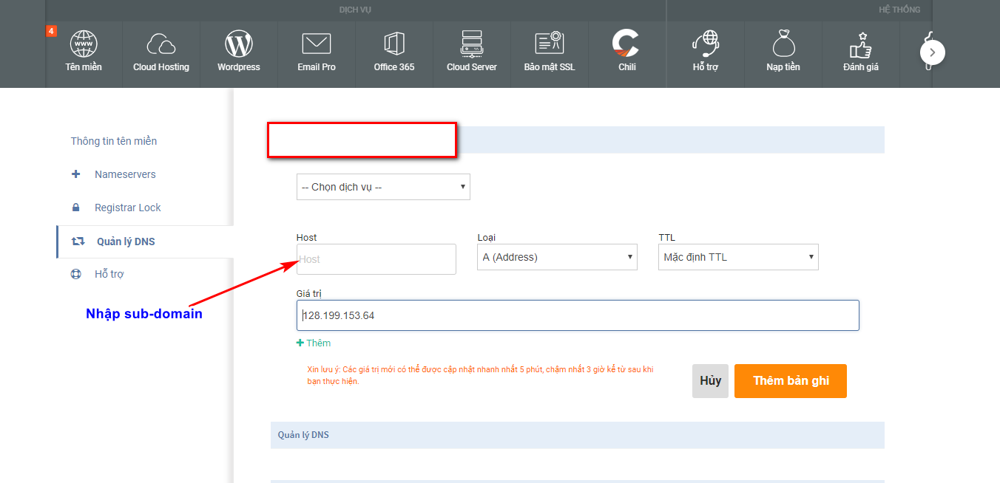 DỊCH VỤ
HỆ THỐNG
4
WWW
Tên miền
Cloud Hosting
Wordpress
Email Pro
Office 365
Cloud Server
Bảo mật SSL
Chili
Hỗ trợ
Nạp tiền
Đánh giá
Thông tin tên miền
Nameservers
Registrar Lock
Quản lý DNS
Hỗ trợ
Nhập sub-domain
-- Chọn dịch vụ --
Host
Loại
TTL
Host
A (Address)
Mặc định TTL
Giá trị
128.199.153.64
Thêm
Xin lưu ý: Các giá trị mới có thể được cập nhật nhanh nhất 5 phút, chậm nhất 3 giờ kể từ sau khi
bạn thực hiện.
Hủy
Thêm bản ghi
Quản lý DNS